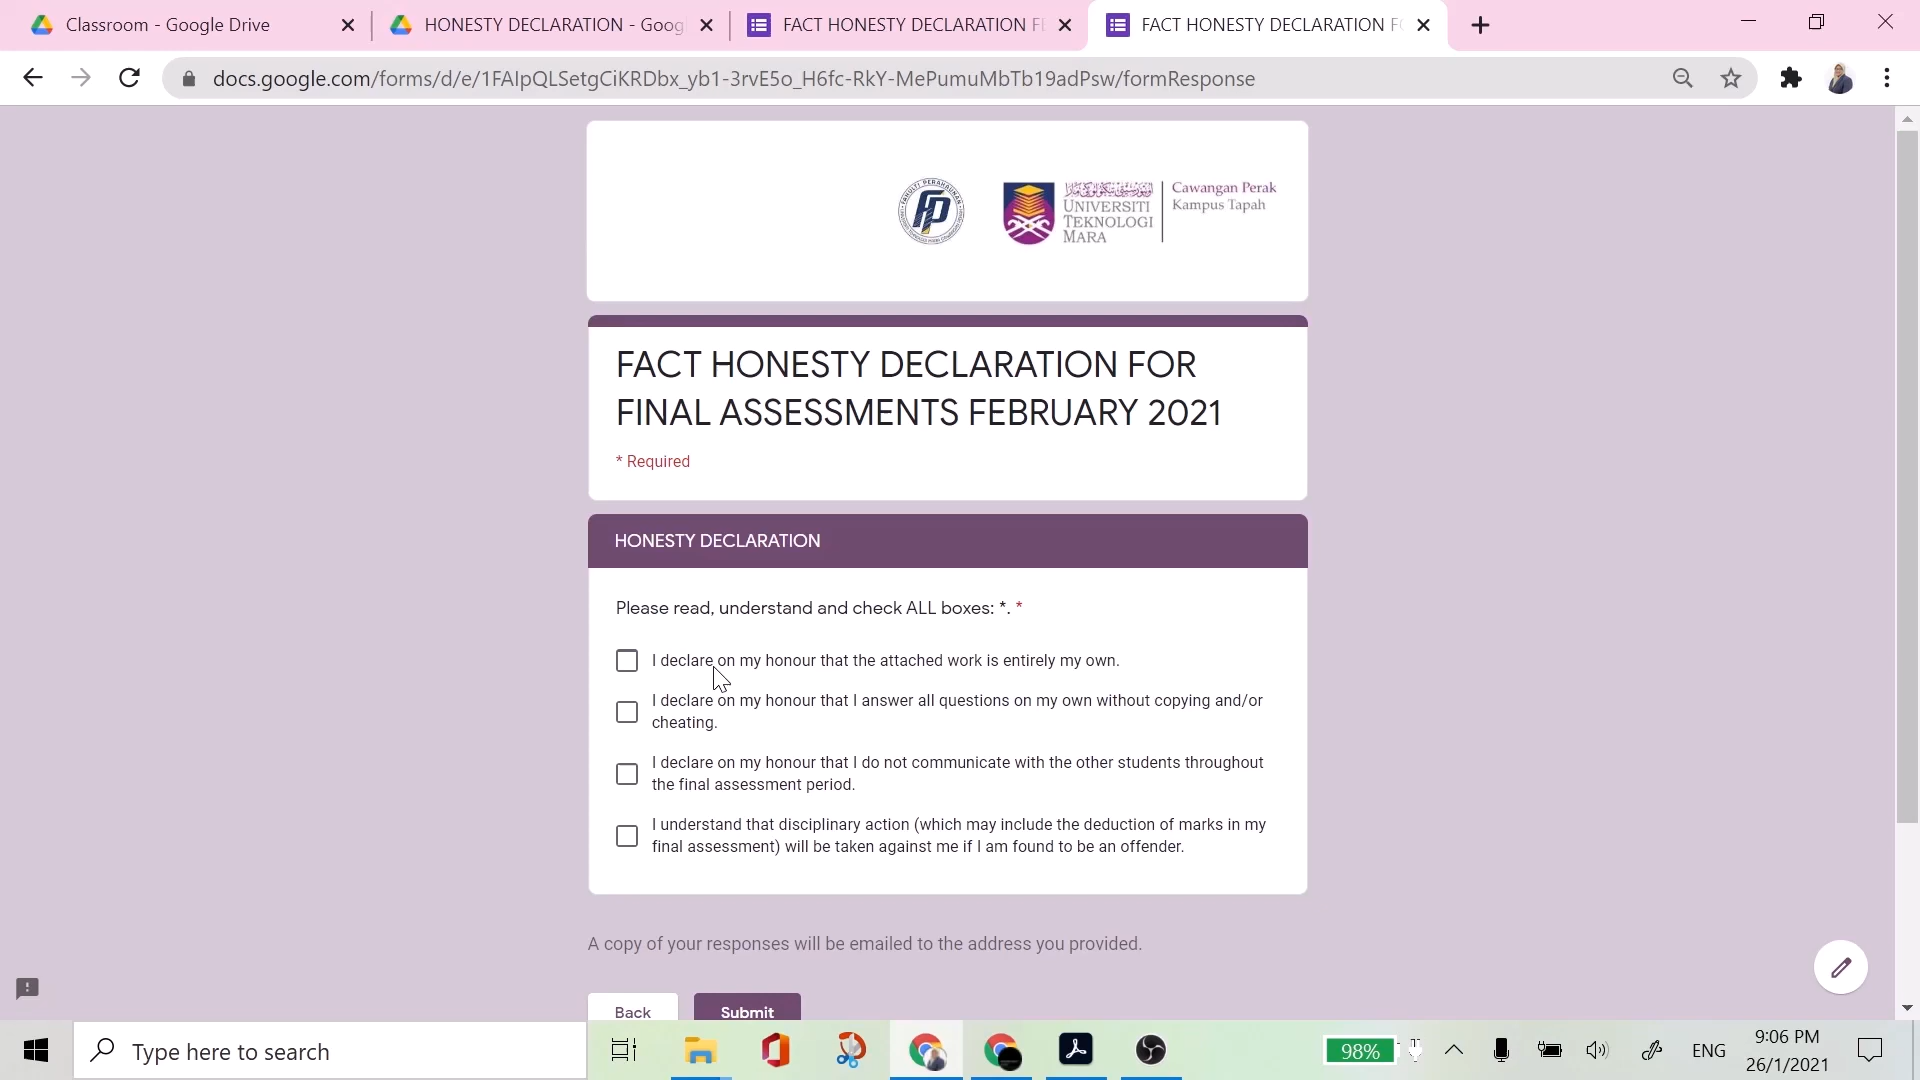 Classroom - Google Drive
HONESTY DECLARATION - Goog
FACT HONESTY DECLARATION F
FACT HONESTY DECLARATION FO
docs.google.com/forms/d/e/1FAIpQLSetgCiKRDbx_yb1-3rvE5o_H6fc-RkY-MePumuMbTb19adPsw/formResponse
FP
UNIVERSITI
TEKNOLOGI
MARA
Cawangan Perak
Kampus Tapah
FACT HONESTY DECLARATION FOR
FINAL ASSESSMENTS FEBRUARY 2021
* Required
HONESTY DECLARATION
Please read, understand and check ALL boxes: *. *
I declare on my honour that the attached work is entirely my own.
I declare on my honour that I answer all questions on my own without copying and/or
cheating.
I declare on my honour that I do not communicate with the other students throughout
the final assessment period.
I understand that disciplinary action (which may include the deduction of marks in my
final assessment) will be taken against me if I am found to be an offender.
A copy of your responses will be emailed to the address you provided.
Back
Submit
Type here to search
98%
ENG
9:06 PM
26/1/2021